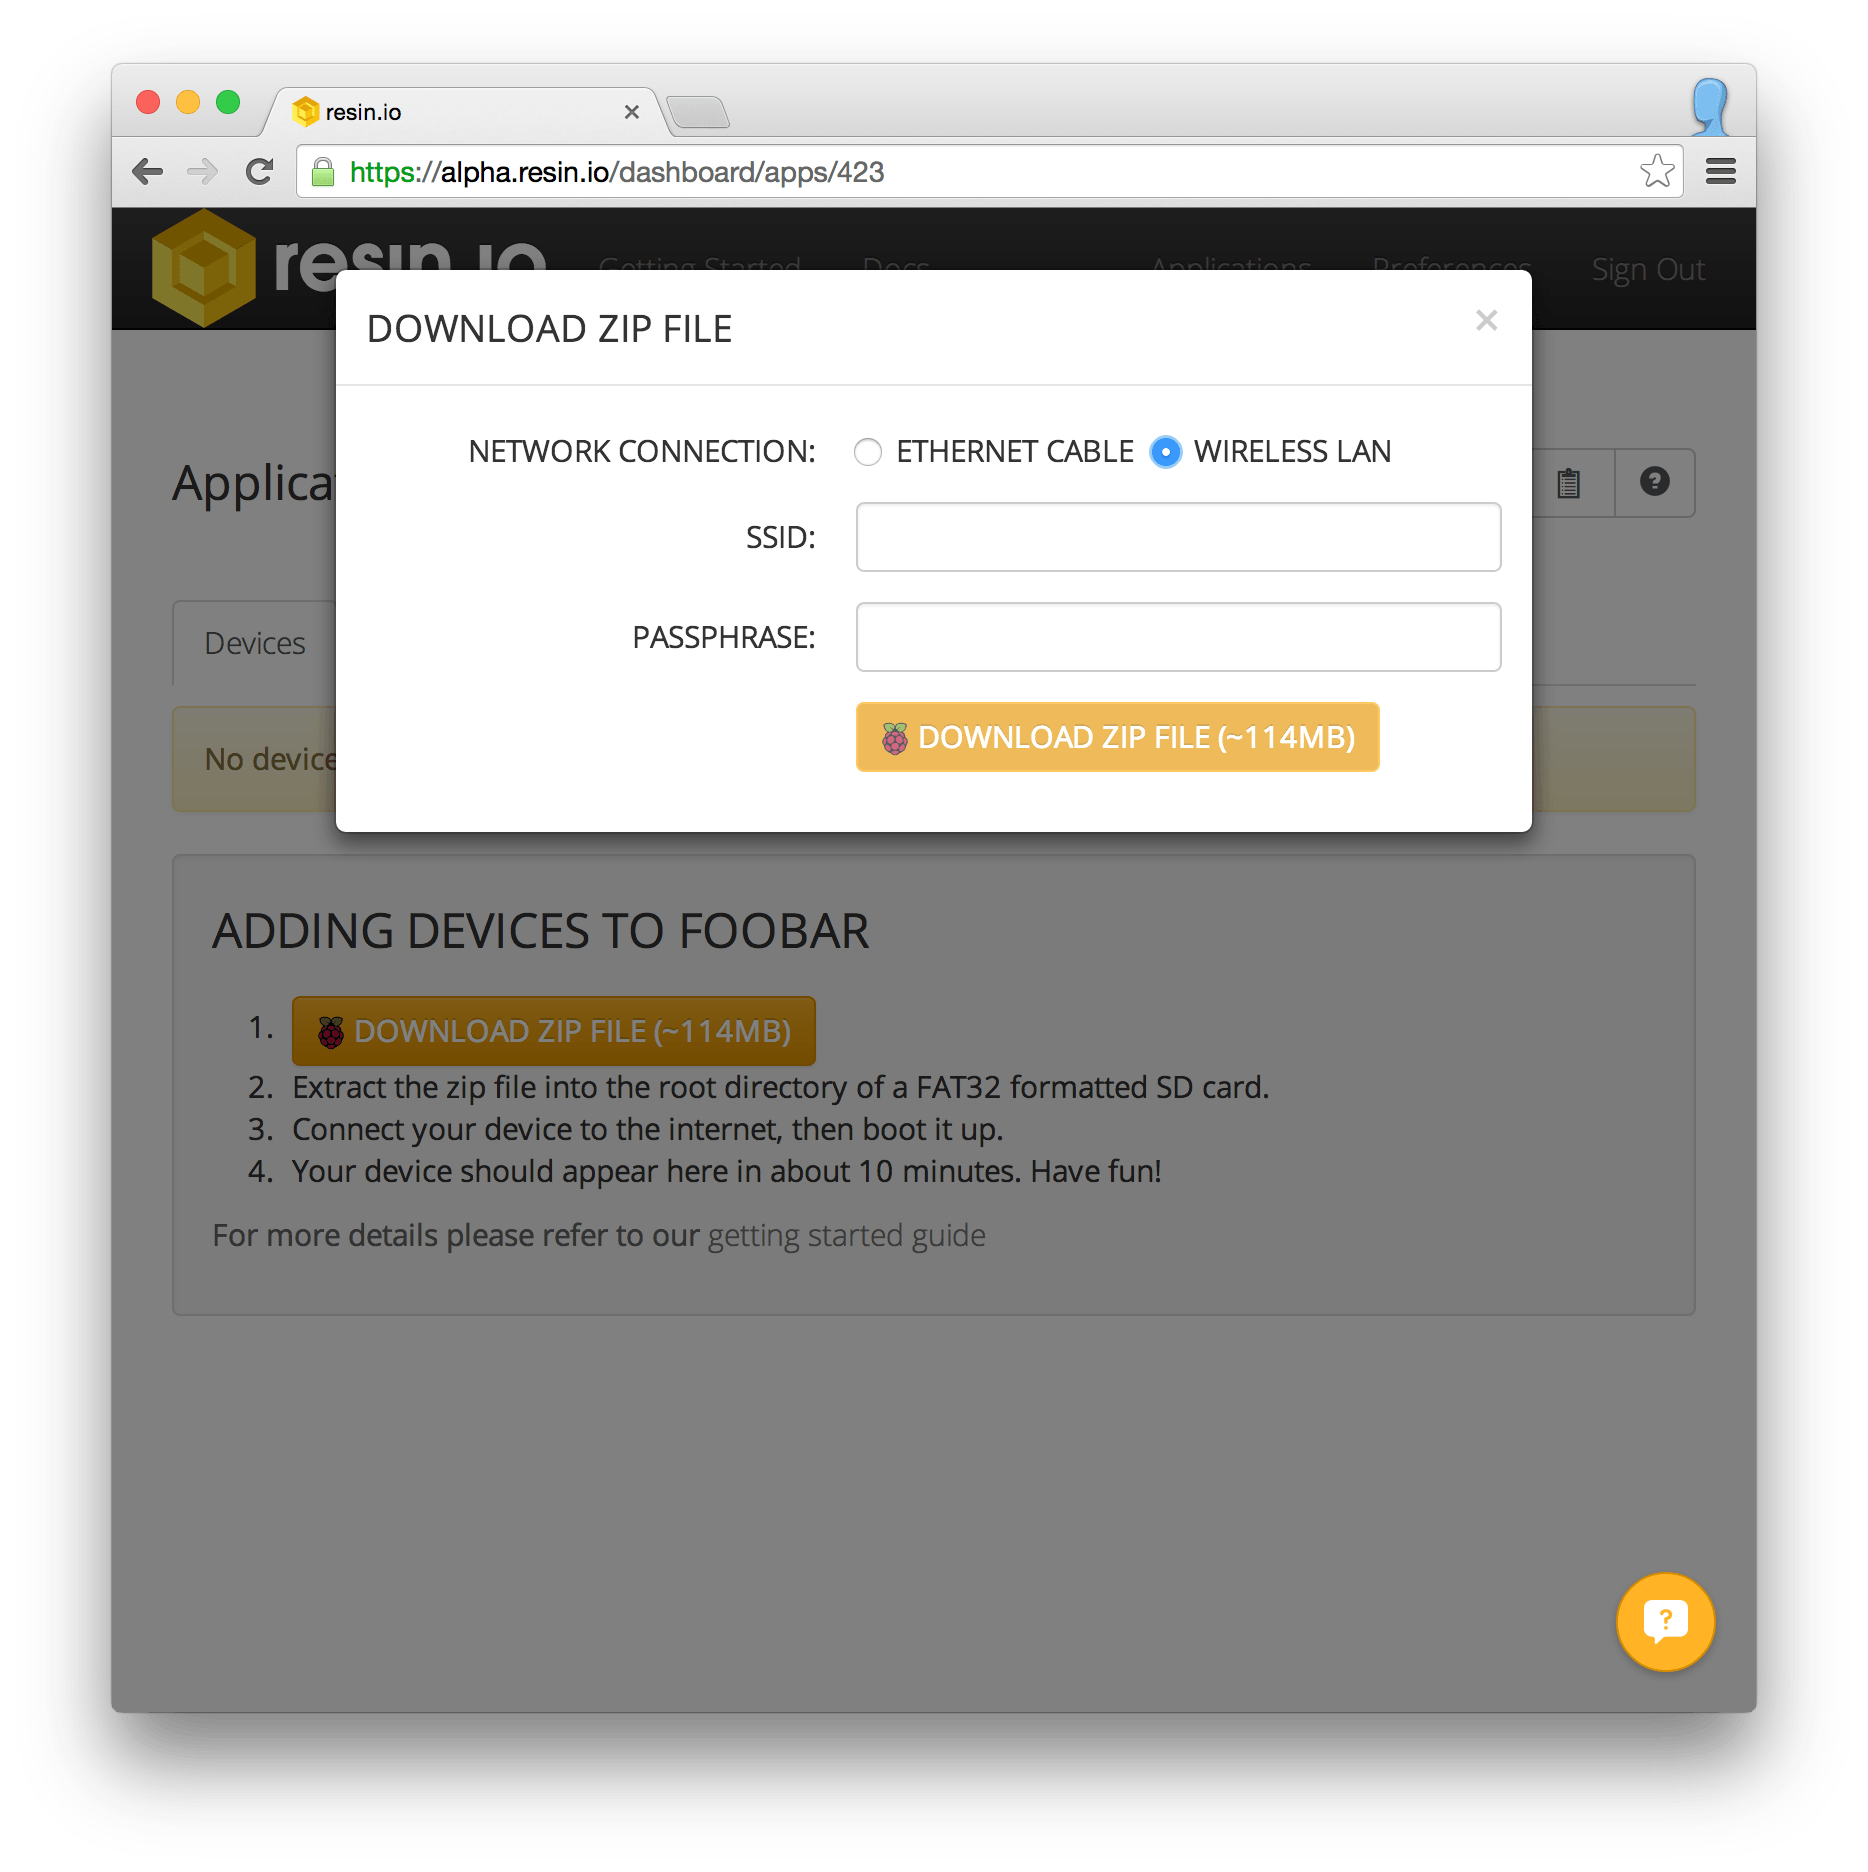 resin.io
https://alpha.resin.io/dashboard/apps/423
resin.io
Getting Started Docs Applications Preferences Sign Out
DOWNLOAD ZIP FILE
NETWORK CONNECTION: ETHERNET CABLE WIRELESS LAN
Applica
SSID:
PASSPHRASE:
Devices
DOWNLOAD ZIP FILE (~114MB)
No device
ADDING DEVICES TO FOOBAR
1. DOWNLOAD ZIP FILE (~114MB)
2. Extract the zip file into the root directory of a FAT32 formatted SD card.
3. Connect your device to the internet, then boot it up.
4. Your device should appear here in about 10 minutes. Have fun!
For more details please refer to our getting started guide